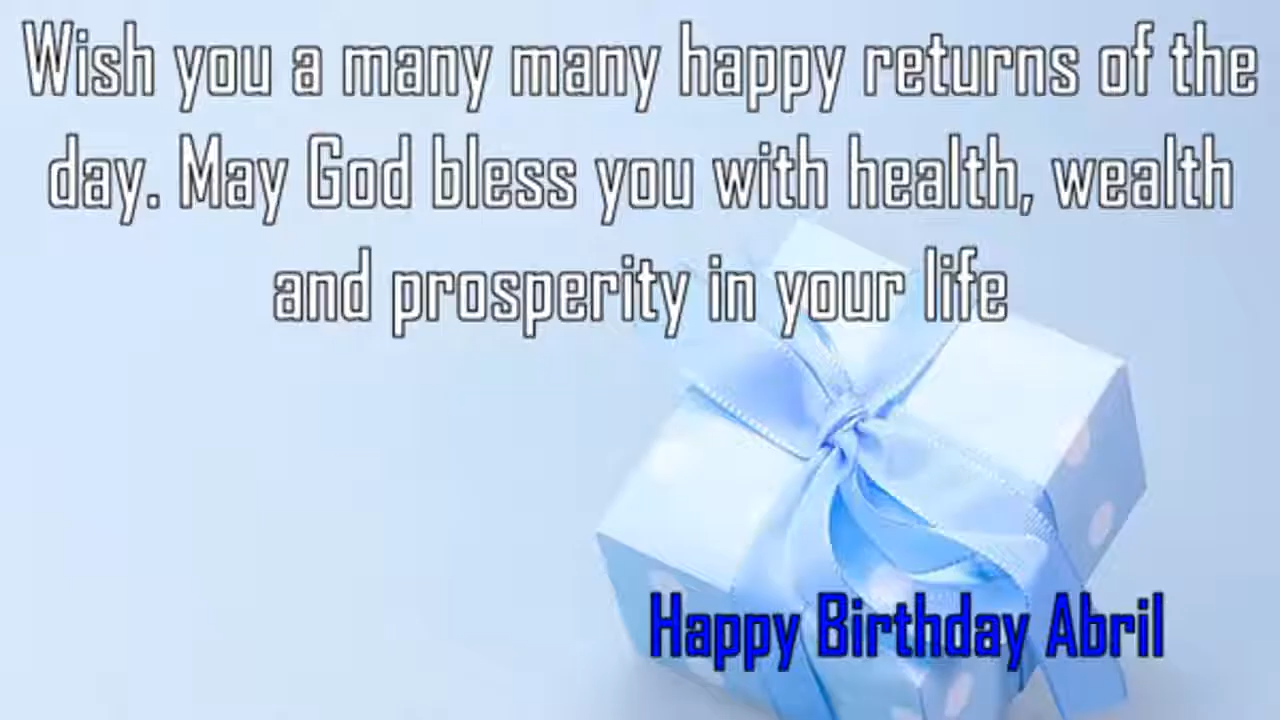 Wish you a many many happy returns of the
day. May God bless you with health, wealth
and prosperity in your life
Happy Birthday Abril